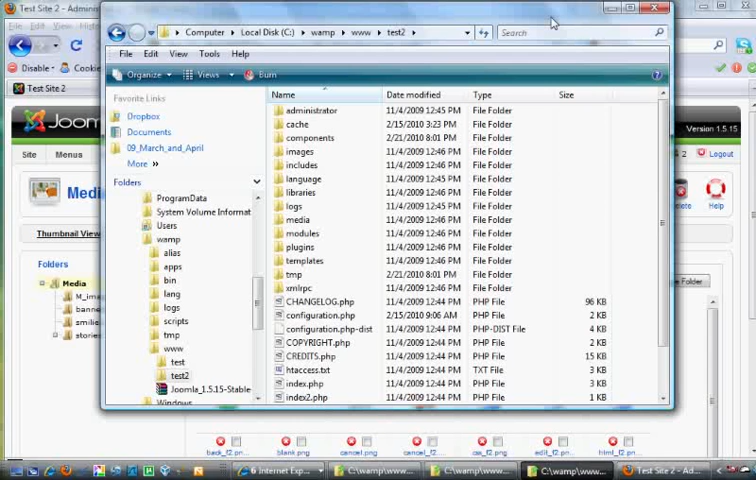 Test Site 2 - Admini
Computer Local Disk (C:) wamp www test2
Search
File Edit View Tools Help
Organize Views Burn
Disable Cookie
Test Site 2
Name Date modified Type Size
Favorite Links
Dropbox
Documents
09_March_and_April
More »
Folders
ProgramData
System Volume Informat
Users
wamp
alias
apps
bin
lang
logs
scripts
tmp
www
test
test2
Joomla_1.5.15-Stable
Windows
administrator 11/4/2009 12:45 PM File Folder
cache 2/15/2010 3:23 PM File Folder
components 2/21/2010 8:01 PM File Folder
images 11/4/2009 12:46 PM File Folder
includes 11/4/2009 12:45 PM File Folder
language 11/4/2009 12:46 PM File Folder
libraries 11/4/2009 12:46 PM File Folder
logs 11/4/2009 12:46 PM File Folder
media 11/4/2009 12:46 PM File Folder
modules 11/4/2009 12:46 PM File Folder
plugins 11/4/2009 12:46 PM File Folder
templates 11/4/2009 12:46 PM File Folder
tmp 2/21/2010 8:01 PM File Folder
xmlrpc 11/4/2009 12:46 PM File Folder
CHANGELOG.php 11/4/2009 12:44 PM PHP File 96 KB
configuration.php 2/15/2010 9:06 AM PHP File 2 KB
configuration.php-dist 11/4/2009 12:44 PM PHP-DIST File 4 KB
COPYRIGHT.php 11/4/2009 12:44 PM PHP File 2 KB
CREDITS.php 11/4/2009 12:44 PM PHP File 15 KB
htaccess.txt 11/4/2009 12:44 PM TXT File 3 KB
index.php 11/4/2009 12:44 PM PHP File 3 KB
index2.php 11/4/2009 12:44 PM PHP File 1 KB
Joom
Version 1.5.15
Site Menus
2 Logout
Medi
Help
Thumbnail View
Folders
Media
M_ima
banne
smilie
storie
e Folder
back_f2.pn blank.png cancel.png cancel_f2. css_f2.png edit_f2.pn html_f2.pn
6 Internet Exp... C:\wamp\www... C:\wamp\www... C:\wamp\www... Test Site 2 - Ad...